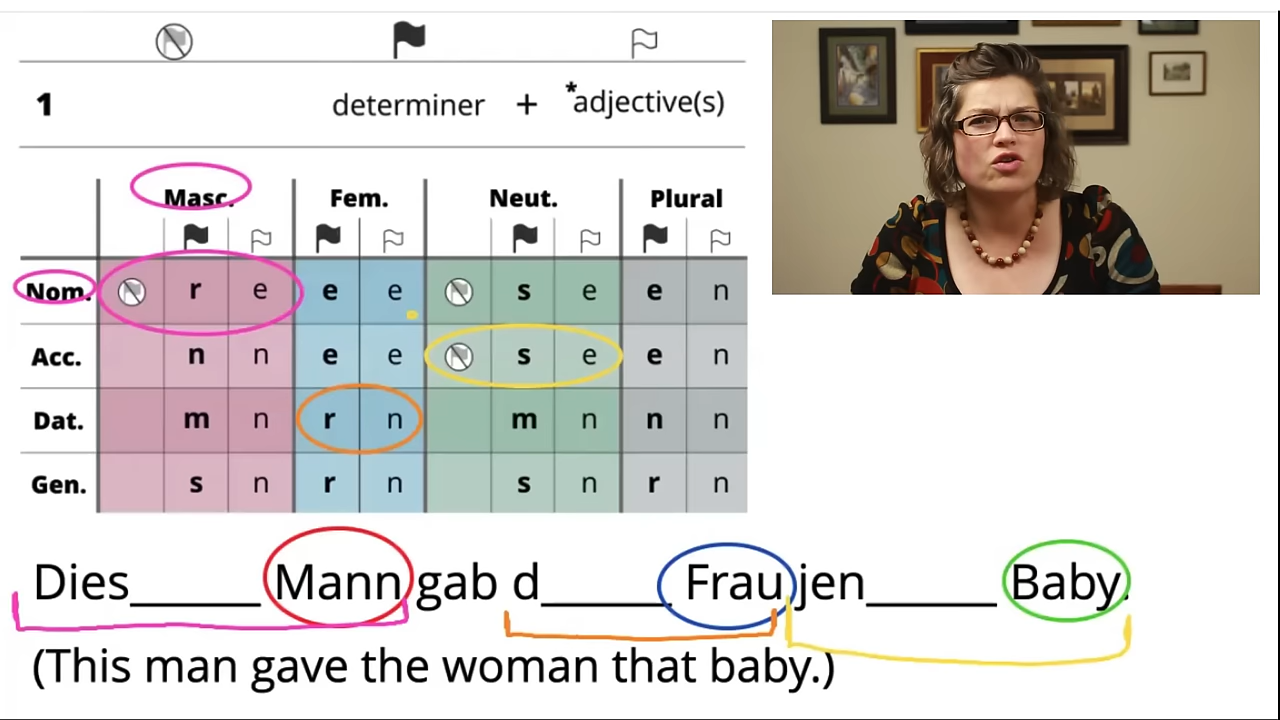 1 determiner + *adjective(s)
Masc. Fem. Neut. Plural
Nom. r e e e s e e n
Acc. n n e e s e e n
Dat. m n r n m n n n
Gen. s n r n s n r n
Dies______ Mann gab d______ Frau jen______ Baby.
(This man gave the woman that baby.)